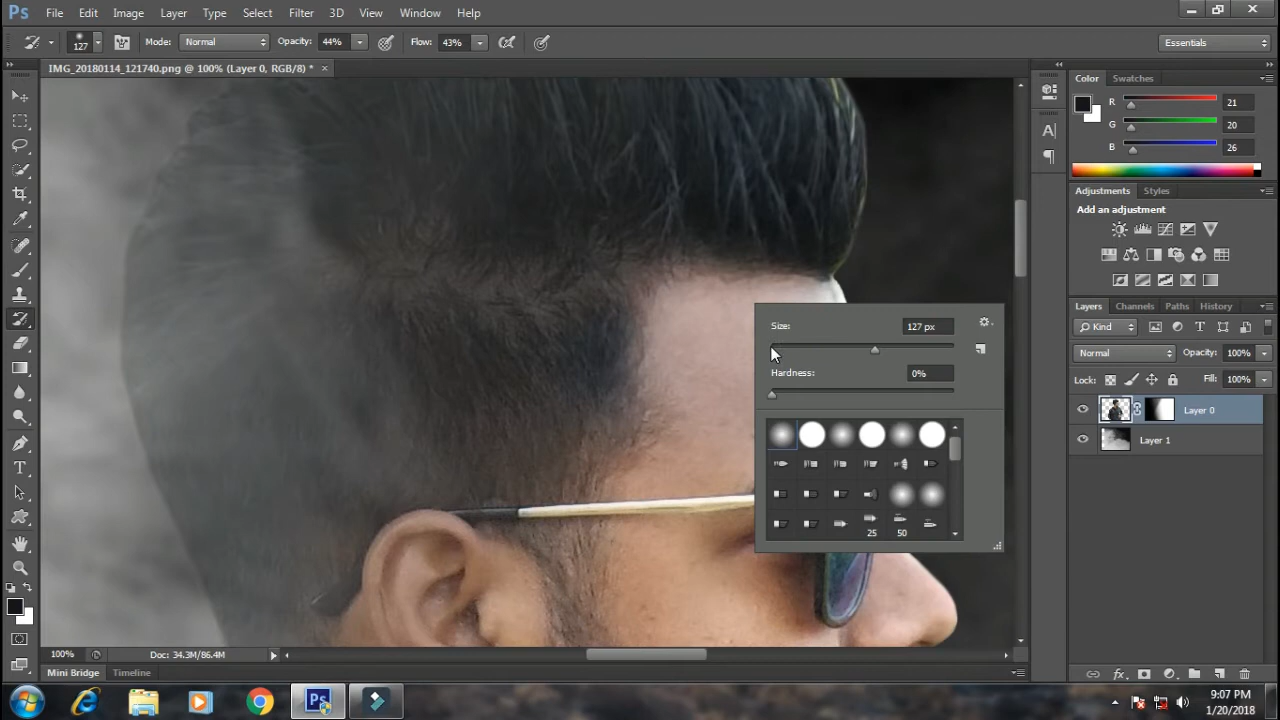 Ps File Edit Image Layer Type Select Filter 3D View Window Help
127 Mode: Normal Opacity: 44% Flow: 43% Essentials
IMG_20180114_121740.png @ 100% (Layer 0, RGB/8) * ×
Color Swatches
R 21
G 20
B 26
Adjustments Styles
Add an adjustment
Layers Channels Paths History
Kind
Normal Opacity: 100%
Lock: Fill: 100%
Layer 0
Layer 1
Size: 127 px
Hardness: 0%
25 50
100% Doc: 34.3M/86.4M
Mini Bridge Timeline
Ps
9:07 PM
1/20/2018